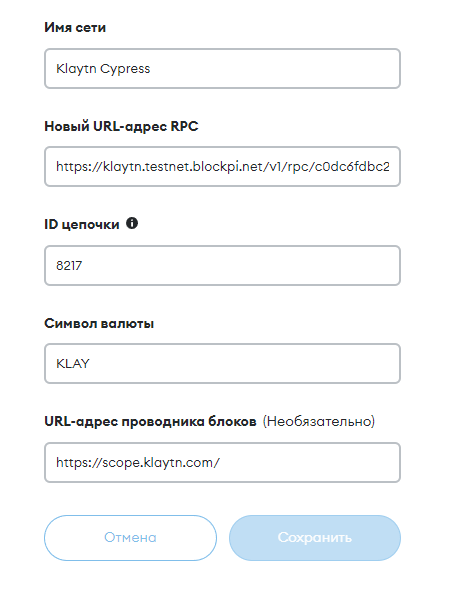 Имя сети
Klaytn Cypress
Новый URL-адрес RPC
https://klaytn.testnet.blockpi.net/v1/rpc/c0dc6fdbc2
ID цепочки
8217
Символ валюты
KLAY
URL-адрес проводника блоков (Необязательно)
https://scope.klaytn.com/
Отмена Сохранить